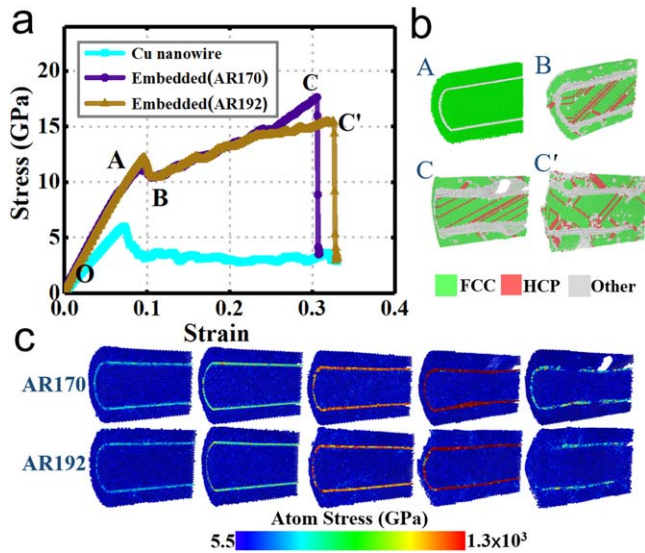 a
24
20
15
10
5
0
Stress (GPa)
Cu nanowire
Embedded(AR170)
Embedded(AR192)
A
B
C
C'
O
0.0
0.1
0.2
0.3
0.4
Strain
b
A
B
C
C'
FCC
HCP
Other
c
AR170
AR192
Atom Stress (GPa)
5.5
1.3x10³